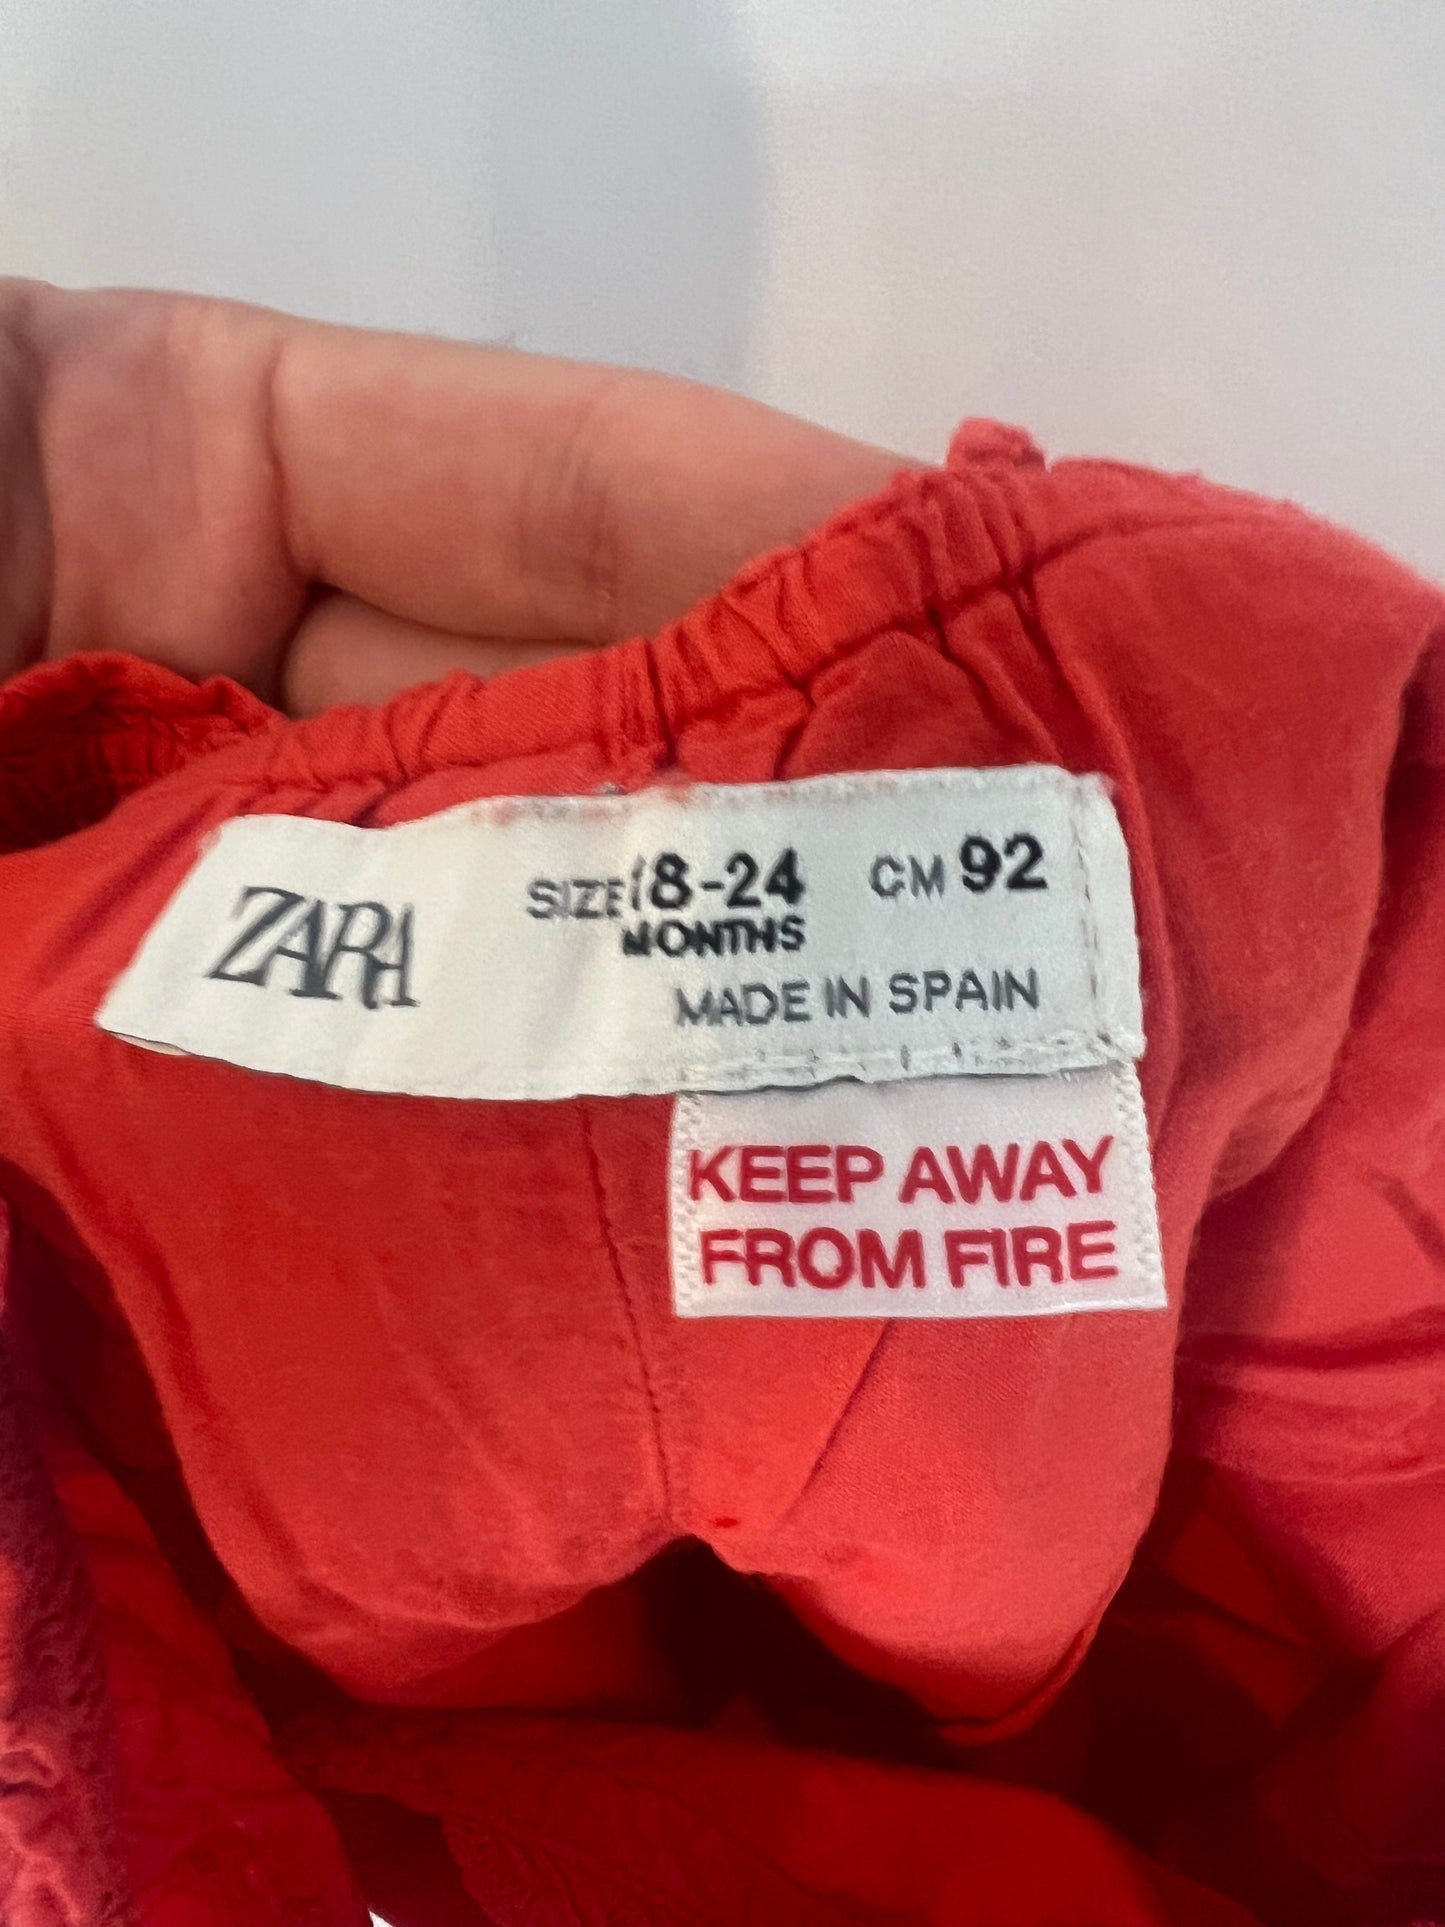 ZARA
SIZE 18-24 CM 92
MONTHS
MADE IN SPAIN
KEEP AWAY
FROM FIRE